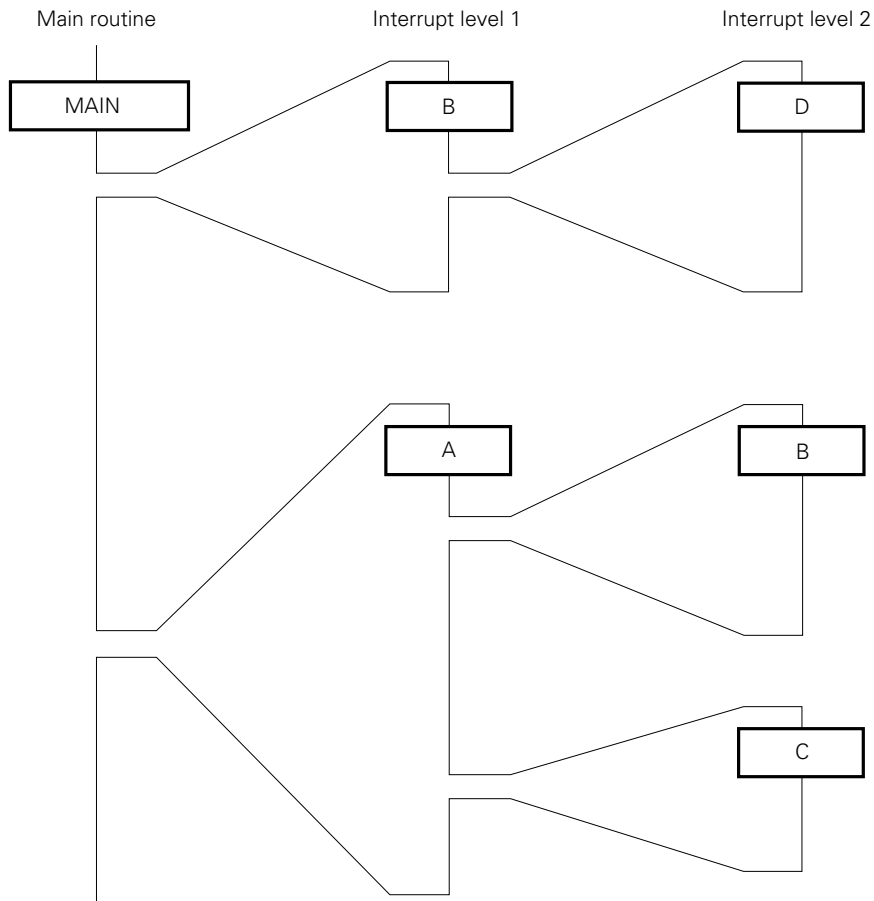 Main routine
Interrupt level 1
Interrupt level 2
MAIN
B
D
A
B
C